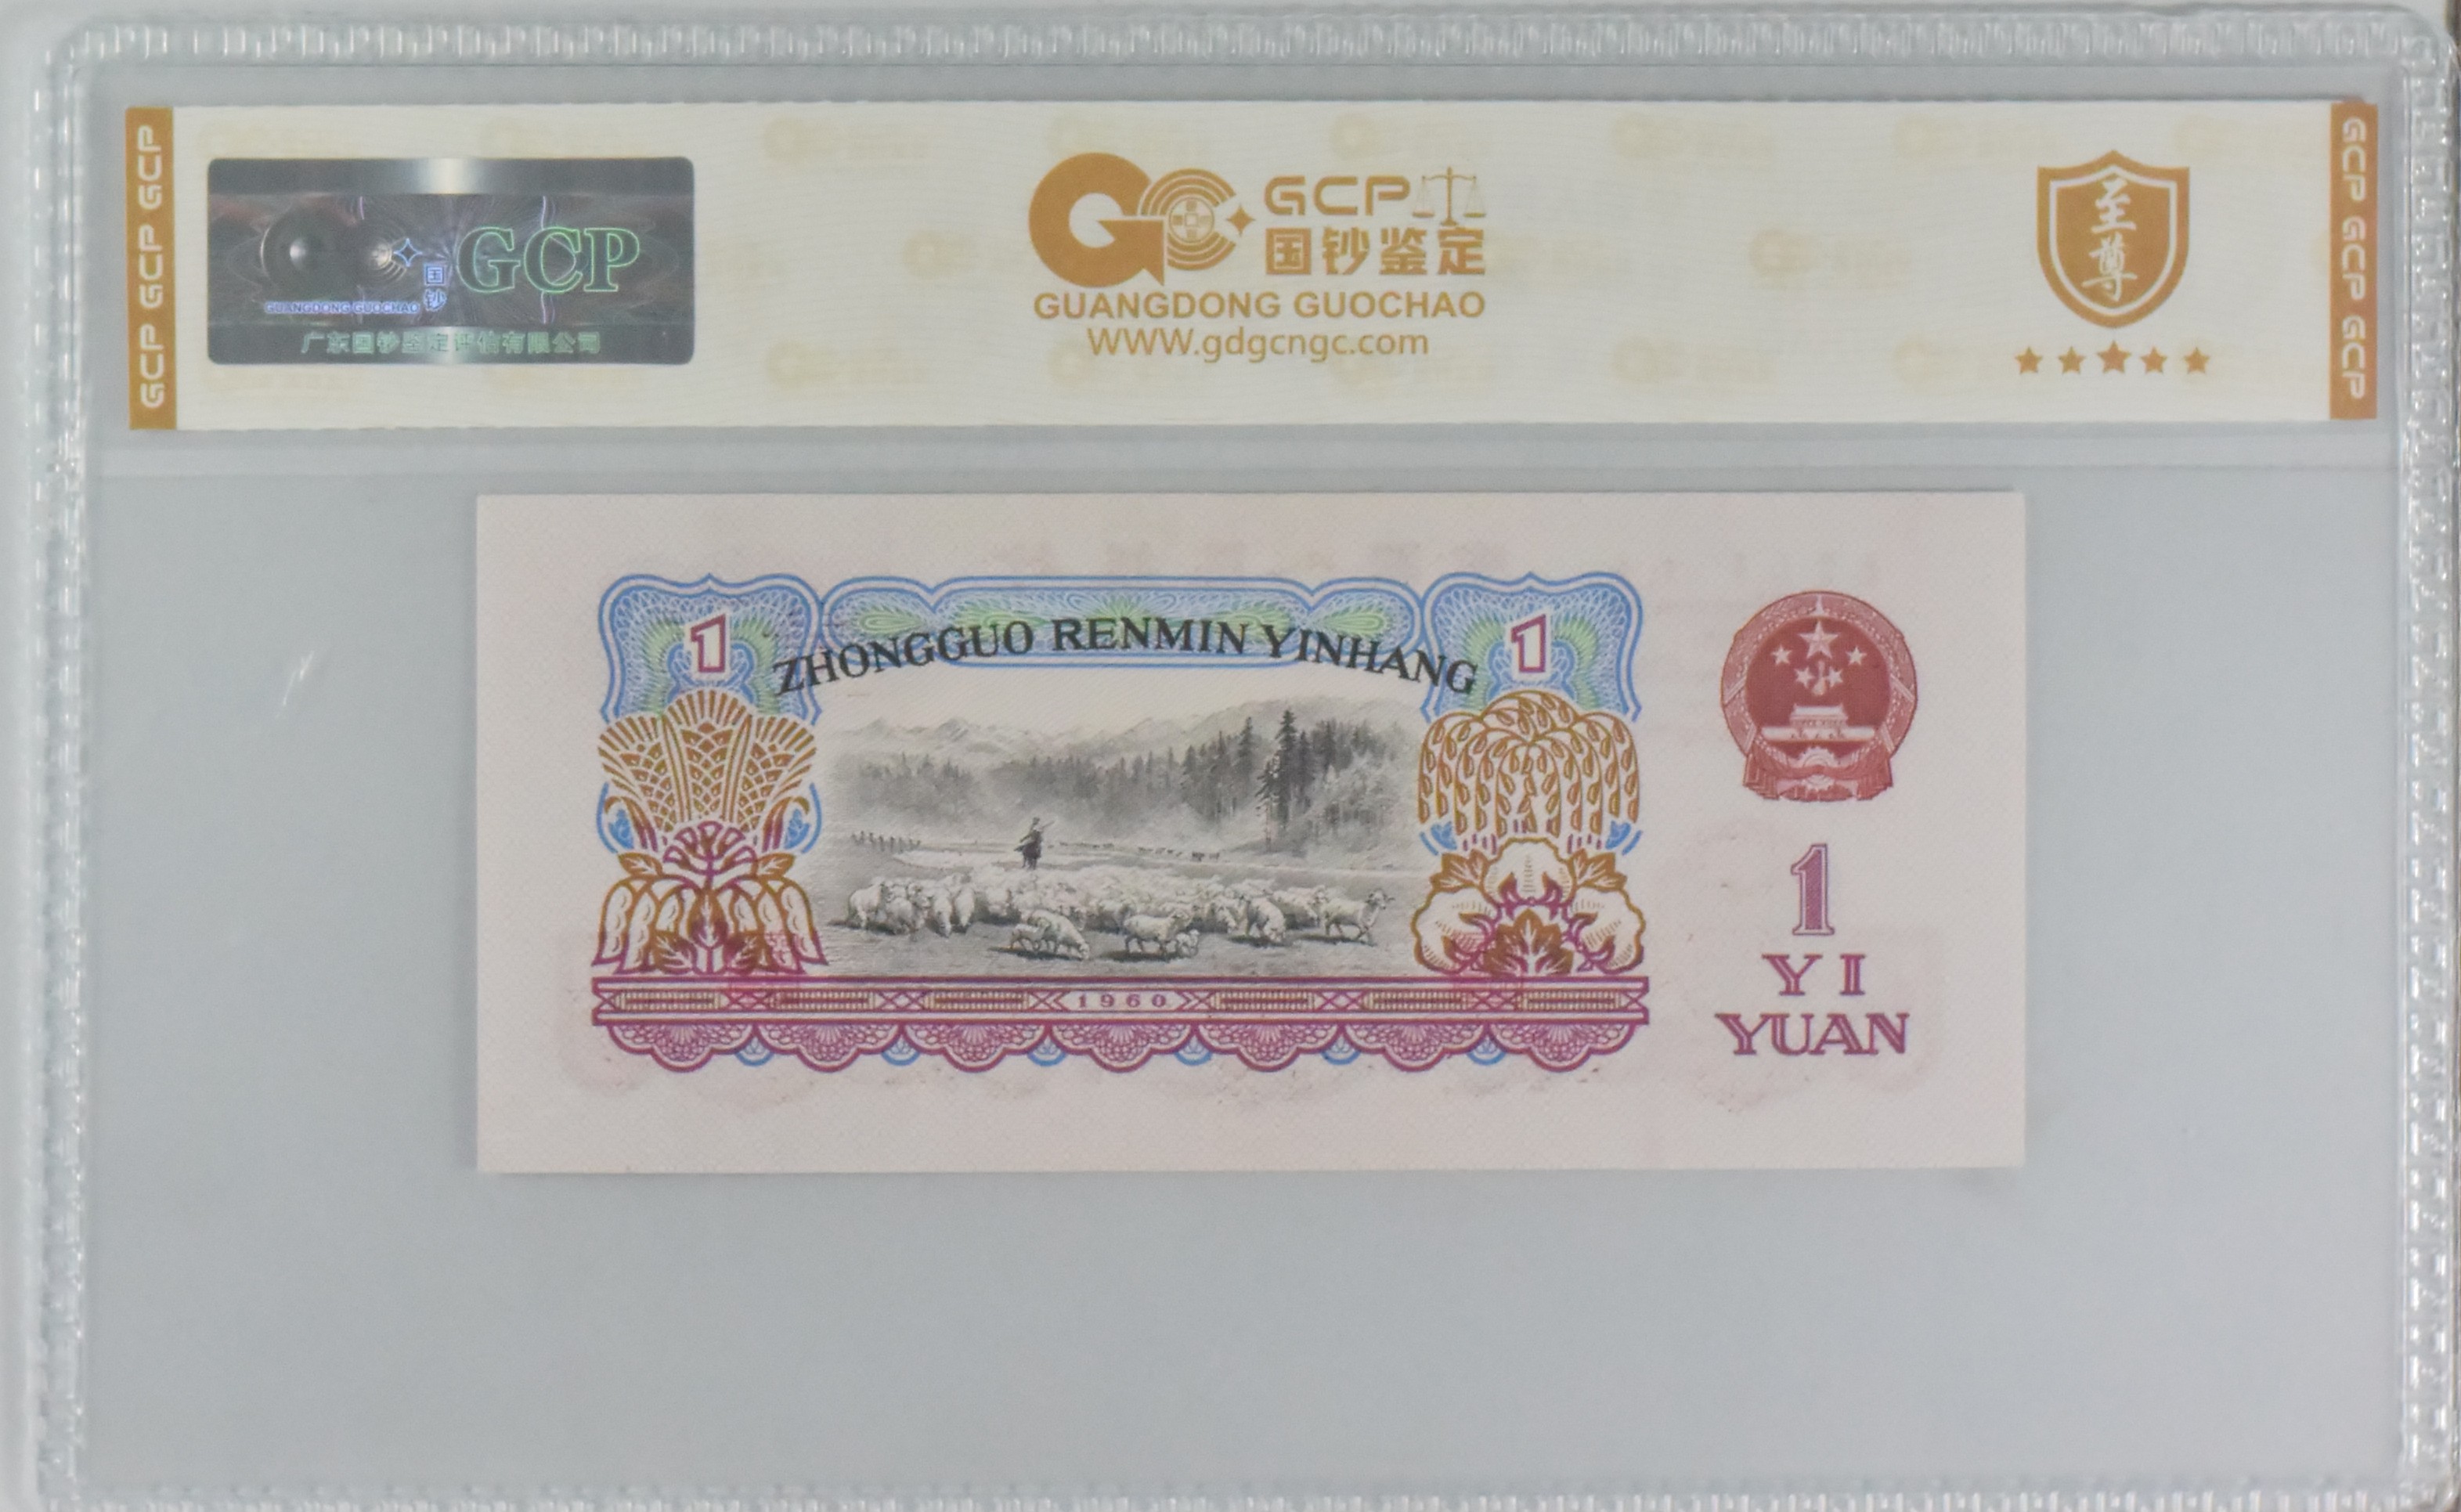 GCP GCP GCP
GCP
国钞
GUANGDONG GUOCHAO
广东国钞鉴定评估有限公司
GCP
国钞鉴定
GUANGDONG GUOCHAO
WWW.gdgcngc.com
至尊
GCP GCP GCP
1
ZHONGGUO RENMIN YINHANG
1
1960
1
YI
YUAN